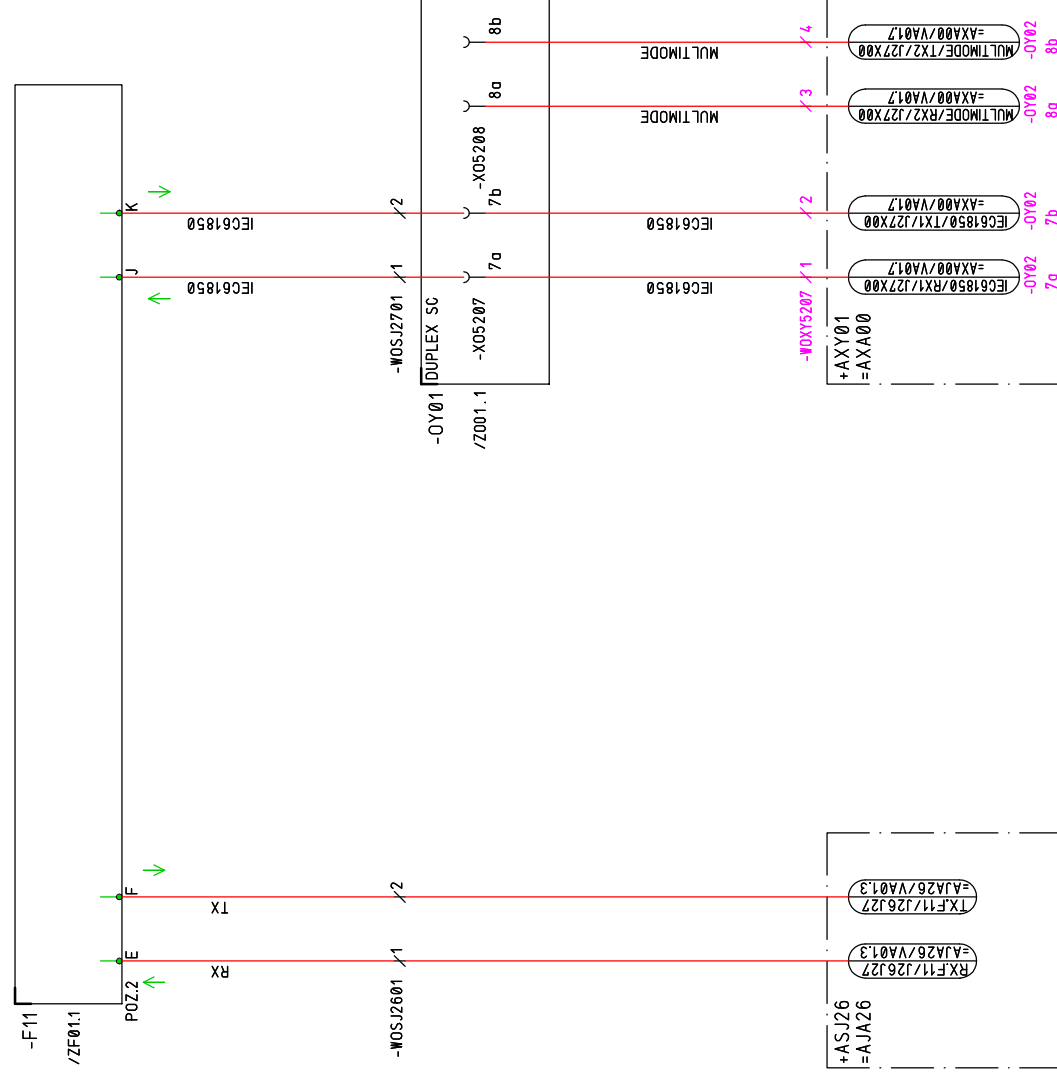 8b
4
MULTIMODE
=AXA00/VA01.7
MULTIMODE/TX2/J27X00
-OY02
8b
8a
3
MULTIMODE
=AXA00/VA01.7
MULTIMODE/RX2/J27X00
-OY02
8a
-XO5208
K
IEC61850
2
7b
IEC61850
2
=AXA00/VA01.7
IEC61850/TX1/J27X00
-OY02
7b
J
IEC61850
1
7a
IEC61850
1
=AXA00/VA01.7
IEC61850/RX1/J27X00
-OY02
7a
-WOSJ2701
DUPLEX SC
-XO5207
-WOXY5207
+AXY01
=AXA00
-OY01
/ZO01.1
F
TX
2
=AJA26/VA01.3
TX.F11/J26J27
E
RX
1
=AJA26/VA01.3
RX.F11/J26J27
POZ.2
-WOSJ2601
-F11
/ZF01.1
+ASJ26
=AJA26